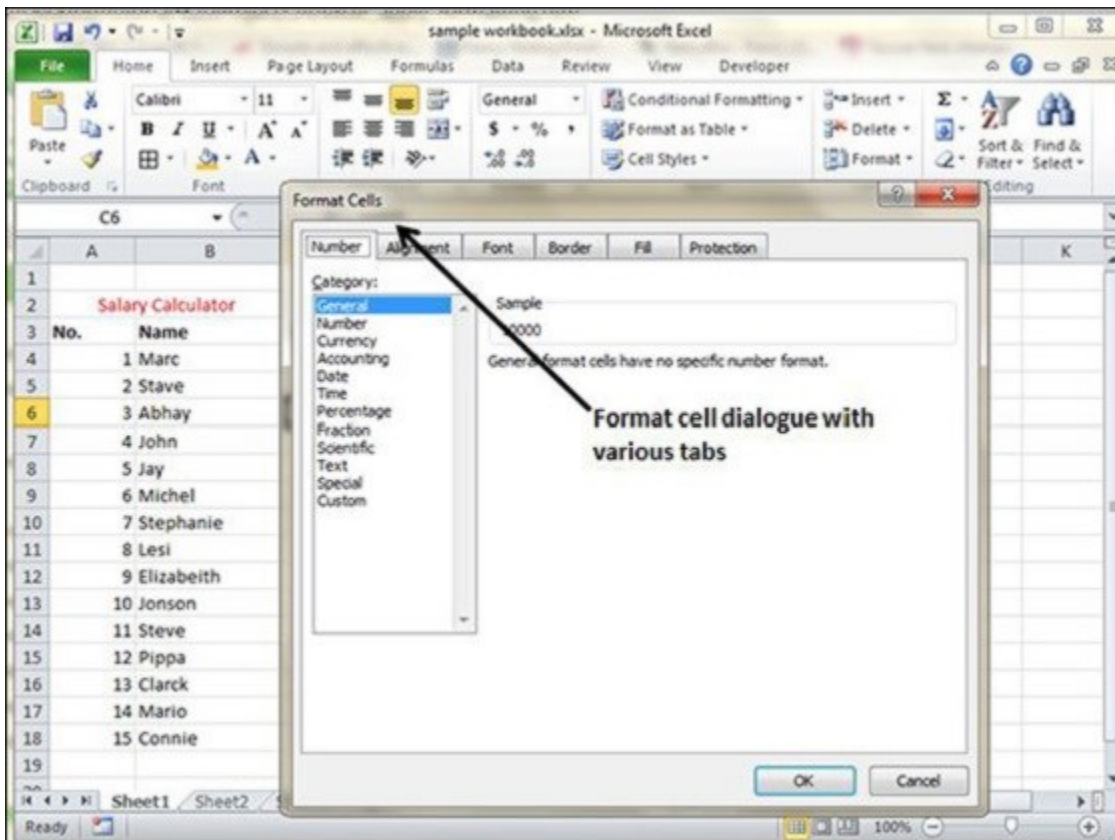 sample workbook.xlsx - Microsoft Excel
File Home Insert Page Layout Formulas Data Review View Developer
Calibri 11 General Conditional Formatting Insert Σ
B I U A A $ % , Format as Table Delete
Paste A Cell Styles Format Sort & Filter Find & Select
Clipboard Font Editing
C6
Format Cells
Number Alignment Font Border Fill Protection
A B K
Category:
General
Number
Currency
Accounting
Date
Time
Percentage
Fraction
Scientific
Text
Special
Custom
Sample
General format cells have no specific number format.
Format cell dialogue with
various tabs
1
2 Salary Calculator
3 No. Name
4 1 Marc
5 2 Stave
6 3 Abhay
7 4 John
8 5 Jay
9 6 Michel
10 7 Stephanie
11 8 Lesi
12 9 Elizabeith
13 10 Jonson
14 11 Steve
15 12 Pippa
16 13 Clarck
17 14 Mario
18 15 Connie
19
OK Cancel
Sheet1 Sheet2
Ready 100%